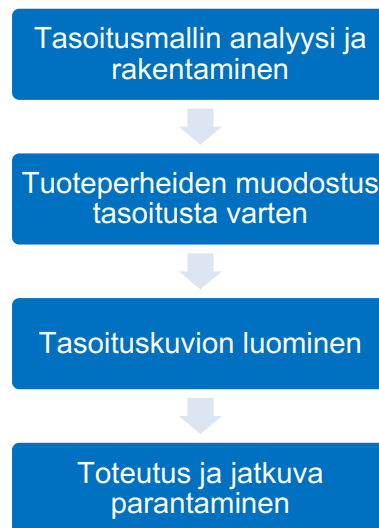 Tasoitusmallin analyysi ja
rakentaminen
Tuoteperheiden muodostus
tasoitusta varten
Tasoituskuvion luominen
Toteutus ja jatkuva
parantaminen